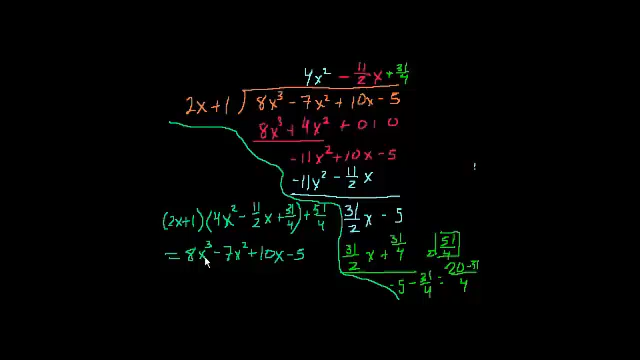 4x² - 11/2 x + 31/4
2x+1 ) 8x³ - 7x² + 10x - 5
8x³ + 4x² + 0 | 0
-11x² + 10x - 5
-11x² - 11/2 x
(2x+1)(4x² - 11/2 x + 31/4) + 51/4
31/2 x - 5
= 8x³ - 7x² + 10x - 5
31/2 x + 31/4
51/4
-5 - 31/4 = 20-31/4